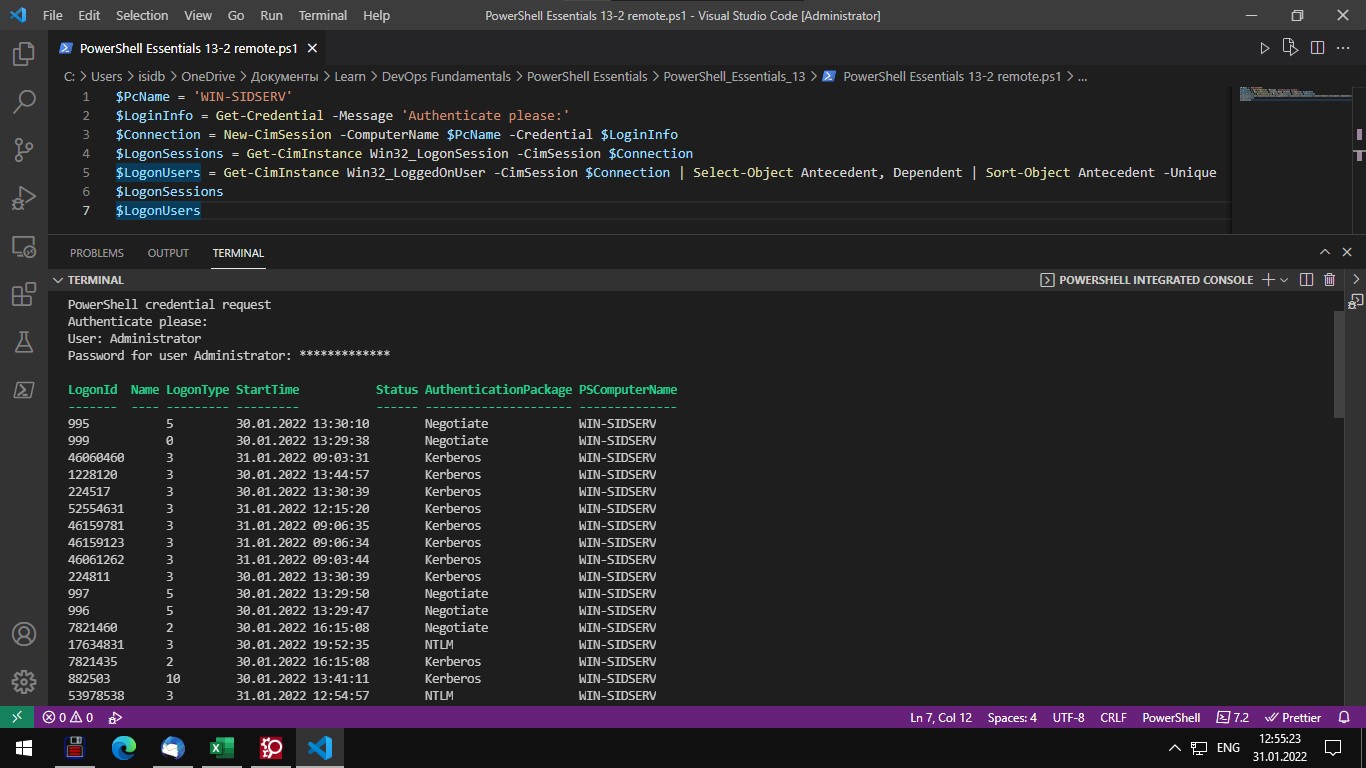 File Edit Selection View Go Run Terminal Help PowerShell Essentials 13-2 remote.ps1 - Visual Studio Code [Administrator]
PowerShell Essentials 13-2 remote.ps1
C: > Users > isidb > OneDrive > Документы > Learn > DevOps Fundamentals > PowerShell Essentials > PowerShell_Essentials_13 > PowerShell Essentials 13-2 remote.ps1 > ...
1 $PcName = 'WIN-SIDSERV'
2 $LoginInfo = Get-Credential -Message 'Authenticate please:'
3 $Connection = New-CimSession -ComputerName $PcName -Credential $LoginInfo
4 $LogonSessions = Get-CimInstance Win32_LogonSession -CimSession $Connection
5 $LogonUsers = Get-CimInstance Win32_LoggedOnUser -CimSession $Connection | Select-Object Antecedent, Dependent | Sort-Object Antecedent -Unique
6 $LogonSessions
7 $LogonUsers
PROBLEMS OUTPUT TERMINAL
TERMINAL POWERSHELL INTEGRATED CONSOLE
PowerShell credential request
Authenticate please:
User: Administrator
Password for user Administrator: *************
LogonId Name LogonType StartTime Status AuthenticationPackage PSComputerName
------- ---- --------- --------- ------ --------------------- --------------
995 5 30.01.2022 13:30:10 Negotiate WIN-SIDSERV
999 0 30.01.2022 13:29:38 Negotiate WIN-SIDSERV
46060460 3 31.01.2022 09:03:31 Kerberos WIN-SIDSERV
1228120 3 30.01.2022 13:44:57 Kerberos WIN-SIDSERV
224517 3 30.01.2022 13:30:39 Kerberos WIN-SIDSERV
52554631 3 31.01.2022 12:15:20 Kerberos WIN-SIDSERV
46159781 3 31.01.2022 09:06:35 Kerberos WIN-SIDSERV
46159123 3 31.01.2022 09:06:34 Kerberos WIN-SIDSERV
46061262 3 31.01.2022 09:03:44 Kerberos WIN-SIDSERV
224811 3 30.01.2022 13:30:39 Kerberos WIN-SIDSERV
997 5 30.01.2022 13:29:50 Negotiate WIN-SIDSERV
996 5 30.01.2022 13:29:47 Negotiate WIN-SIDSERV
7821460 2 30.01.2022 16:15:08 Negotiate WIN-SIDSERV
17634831 3 30.01.2022 19:52:35 NTLM WIN-SIDSERV
7821435 2 30.01.2022 16:15:08 Kerberos WIN-SIDSERV
882503 10 30.01.2022 13:41:11 Kerberos WIN-SIDSERV
53978538 3 31.01.2022 12:54:57 NTLM WIN-SIDSERV
0 0 Ln 7, Col 12 Spaces: 4 UTF-8 CRLF PowerShell 7.2 Prettier
ENG 12:55:23
31.01.2022